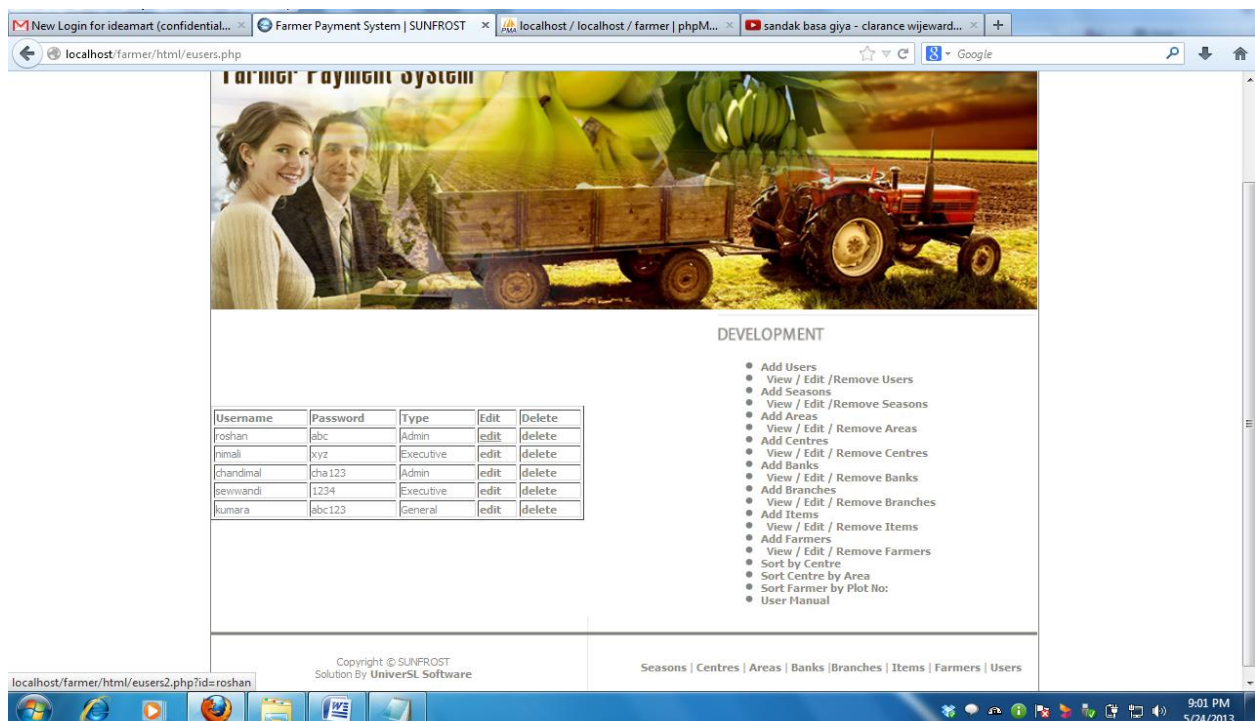 New Login for ideamart (confidential...
Farmer Payment System | SUNFROST
localhost / localhost / farmer | phpM...
sandak basa giya - clarance wijeward...
localhost/farmer/html/eusers.php
Google
Farmer Payment System
DEVELOPMENT
Add Users
View / Edit /Remove Users
Add Seasons
View / Edit /Remove Seasons
Add Areas
View / Edit / Remove Areas
Add Centres
View / Edit / Remove Centres
Add Banks
View / Edit / Remove Banks
Add Branches
View / Edit / Remove Branches
Add Items
View / Edit / Remove Items
Add Farmers
View / Edit / Remove Farmers
Sort by Centre
Sort Centre by Area
Sort Farmer by Plot No:
User Manual
Username Password Type Edit Delete
roshan abc Admin edit delete
nimali xyz Executive edit delete
chandimal cha123 Admin edit delete
sewwandi 1234 Executive edit delete
kumara abc123 General edit delete
Copyright © SUNFROST
Solution By UniverSL Software
Seasons | Centres | Areas | Banks |Branches | Items | Farmers | Users
localhost/farmer/html/eusers2.php?id=roshan
9:01 PM
5/24/2013